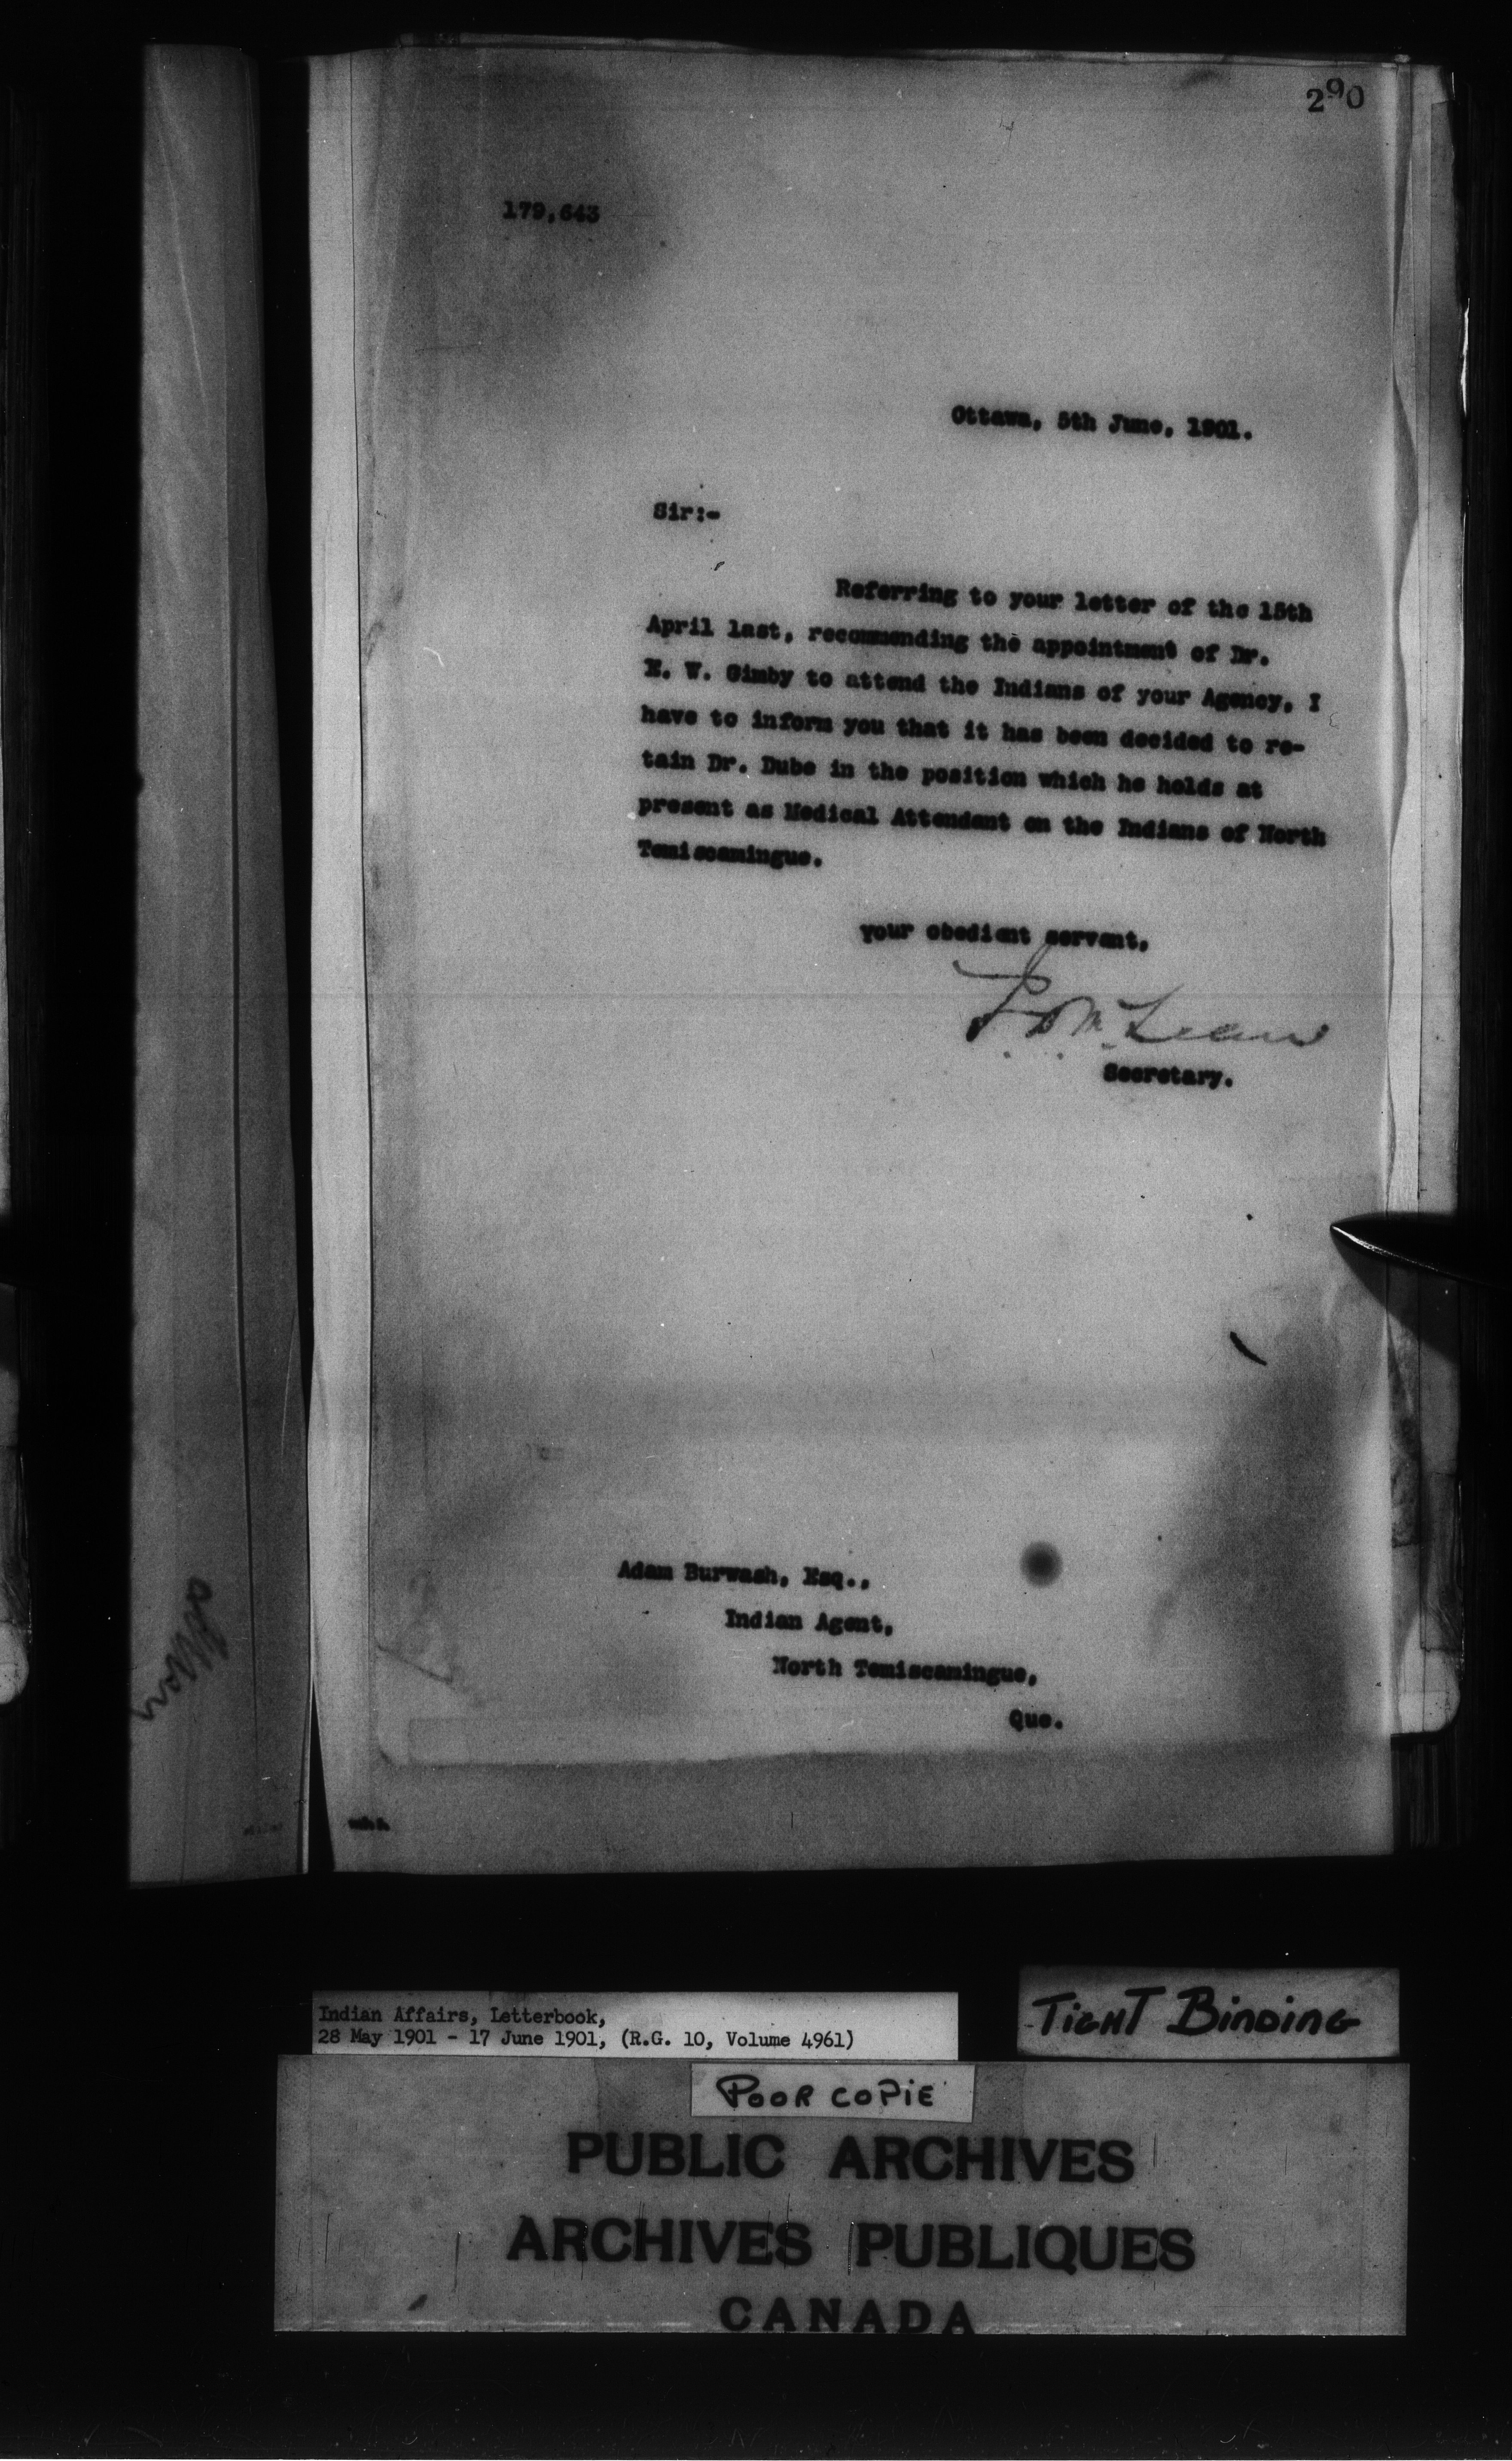 290
179,643
Ottawa, 5th June, 1901.
Sir:-
Referring to your letter of the 15th
April last, recommending the appointment of Dr.
E. W. Gimby to attend the Indians of your Agency, I
have to inform you that it has been decided to re-
tain Dr. Dube in the position which he holds at
present as Medical Attendant on the Indians of North
Temiscamingue.
your obedient servant,
J. D. McLean
Secretary.
Adam Burwash, Esq.,
Indian Agent,
North Temiscamingue,
Que.
Indian Affairs, Letterbook,
28 May 1901 - 17 June 1901, (R.G. 10, Volume 4961)
TIGHT BINDING
POOR COPIE
PUBLIC ARCHIVES
ARCHIVES PUBLIQUES
CANADA